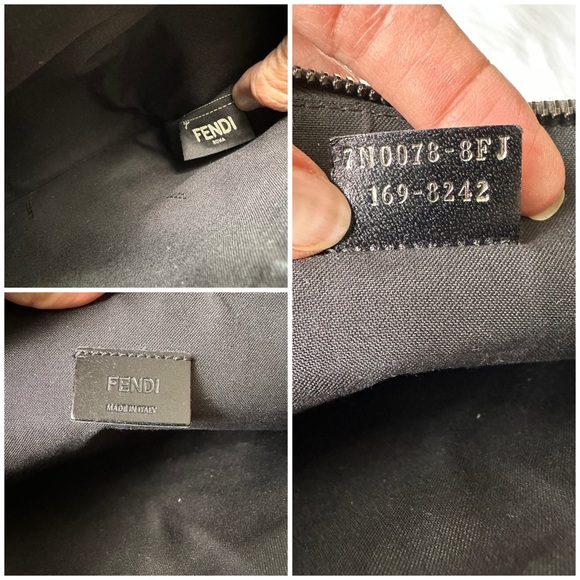 FENDI
ROMA
7N0078-8FJ
169-8242
FENDI
MADE IN ITALY